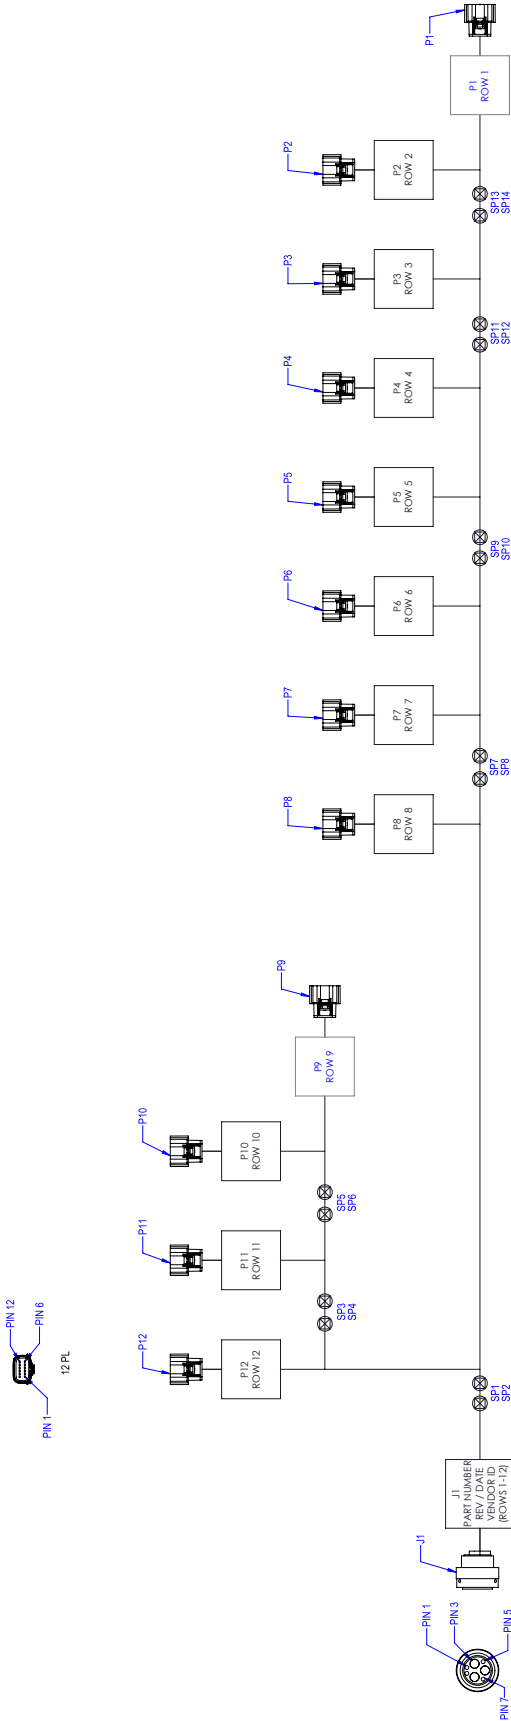 P1
P1
ROW 1
P2
P2
ROW 2
SP13
SP14
P3
P3
ROW 3
SP11
SP12
P4
P4
ROW 4
P5
P5
ROW 5
SP9
SP10
P6
P6
ROW 6
P7
P7
ROW 7
SP7
SP8
P8
P8
ROW 8
P9
P9
ROW 9
P10
P10
ROW 10
SP5
SP6
P11
P11
ROW 11
SP3
SP4
P12
P12
ROW 12
SP1
SP2
PIN 12
PIN 6
PIN 1
12 PL
J1
PART NUMBER
REV / DATE
VENDOR ID
(ROWS 1-12)
J1
PIN 1
PIN 3
PIN 5
PIN 7